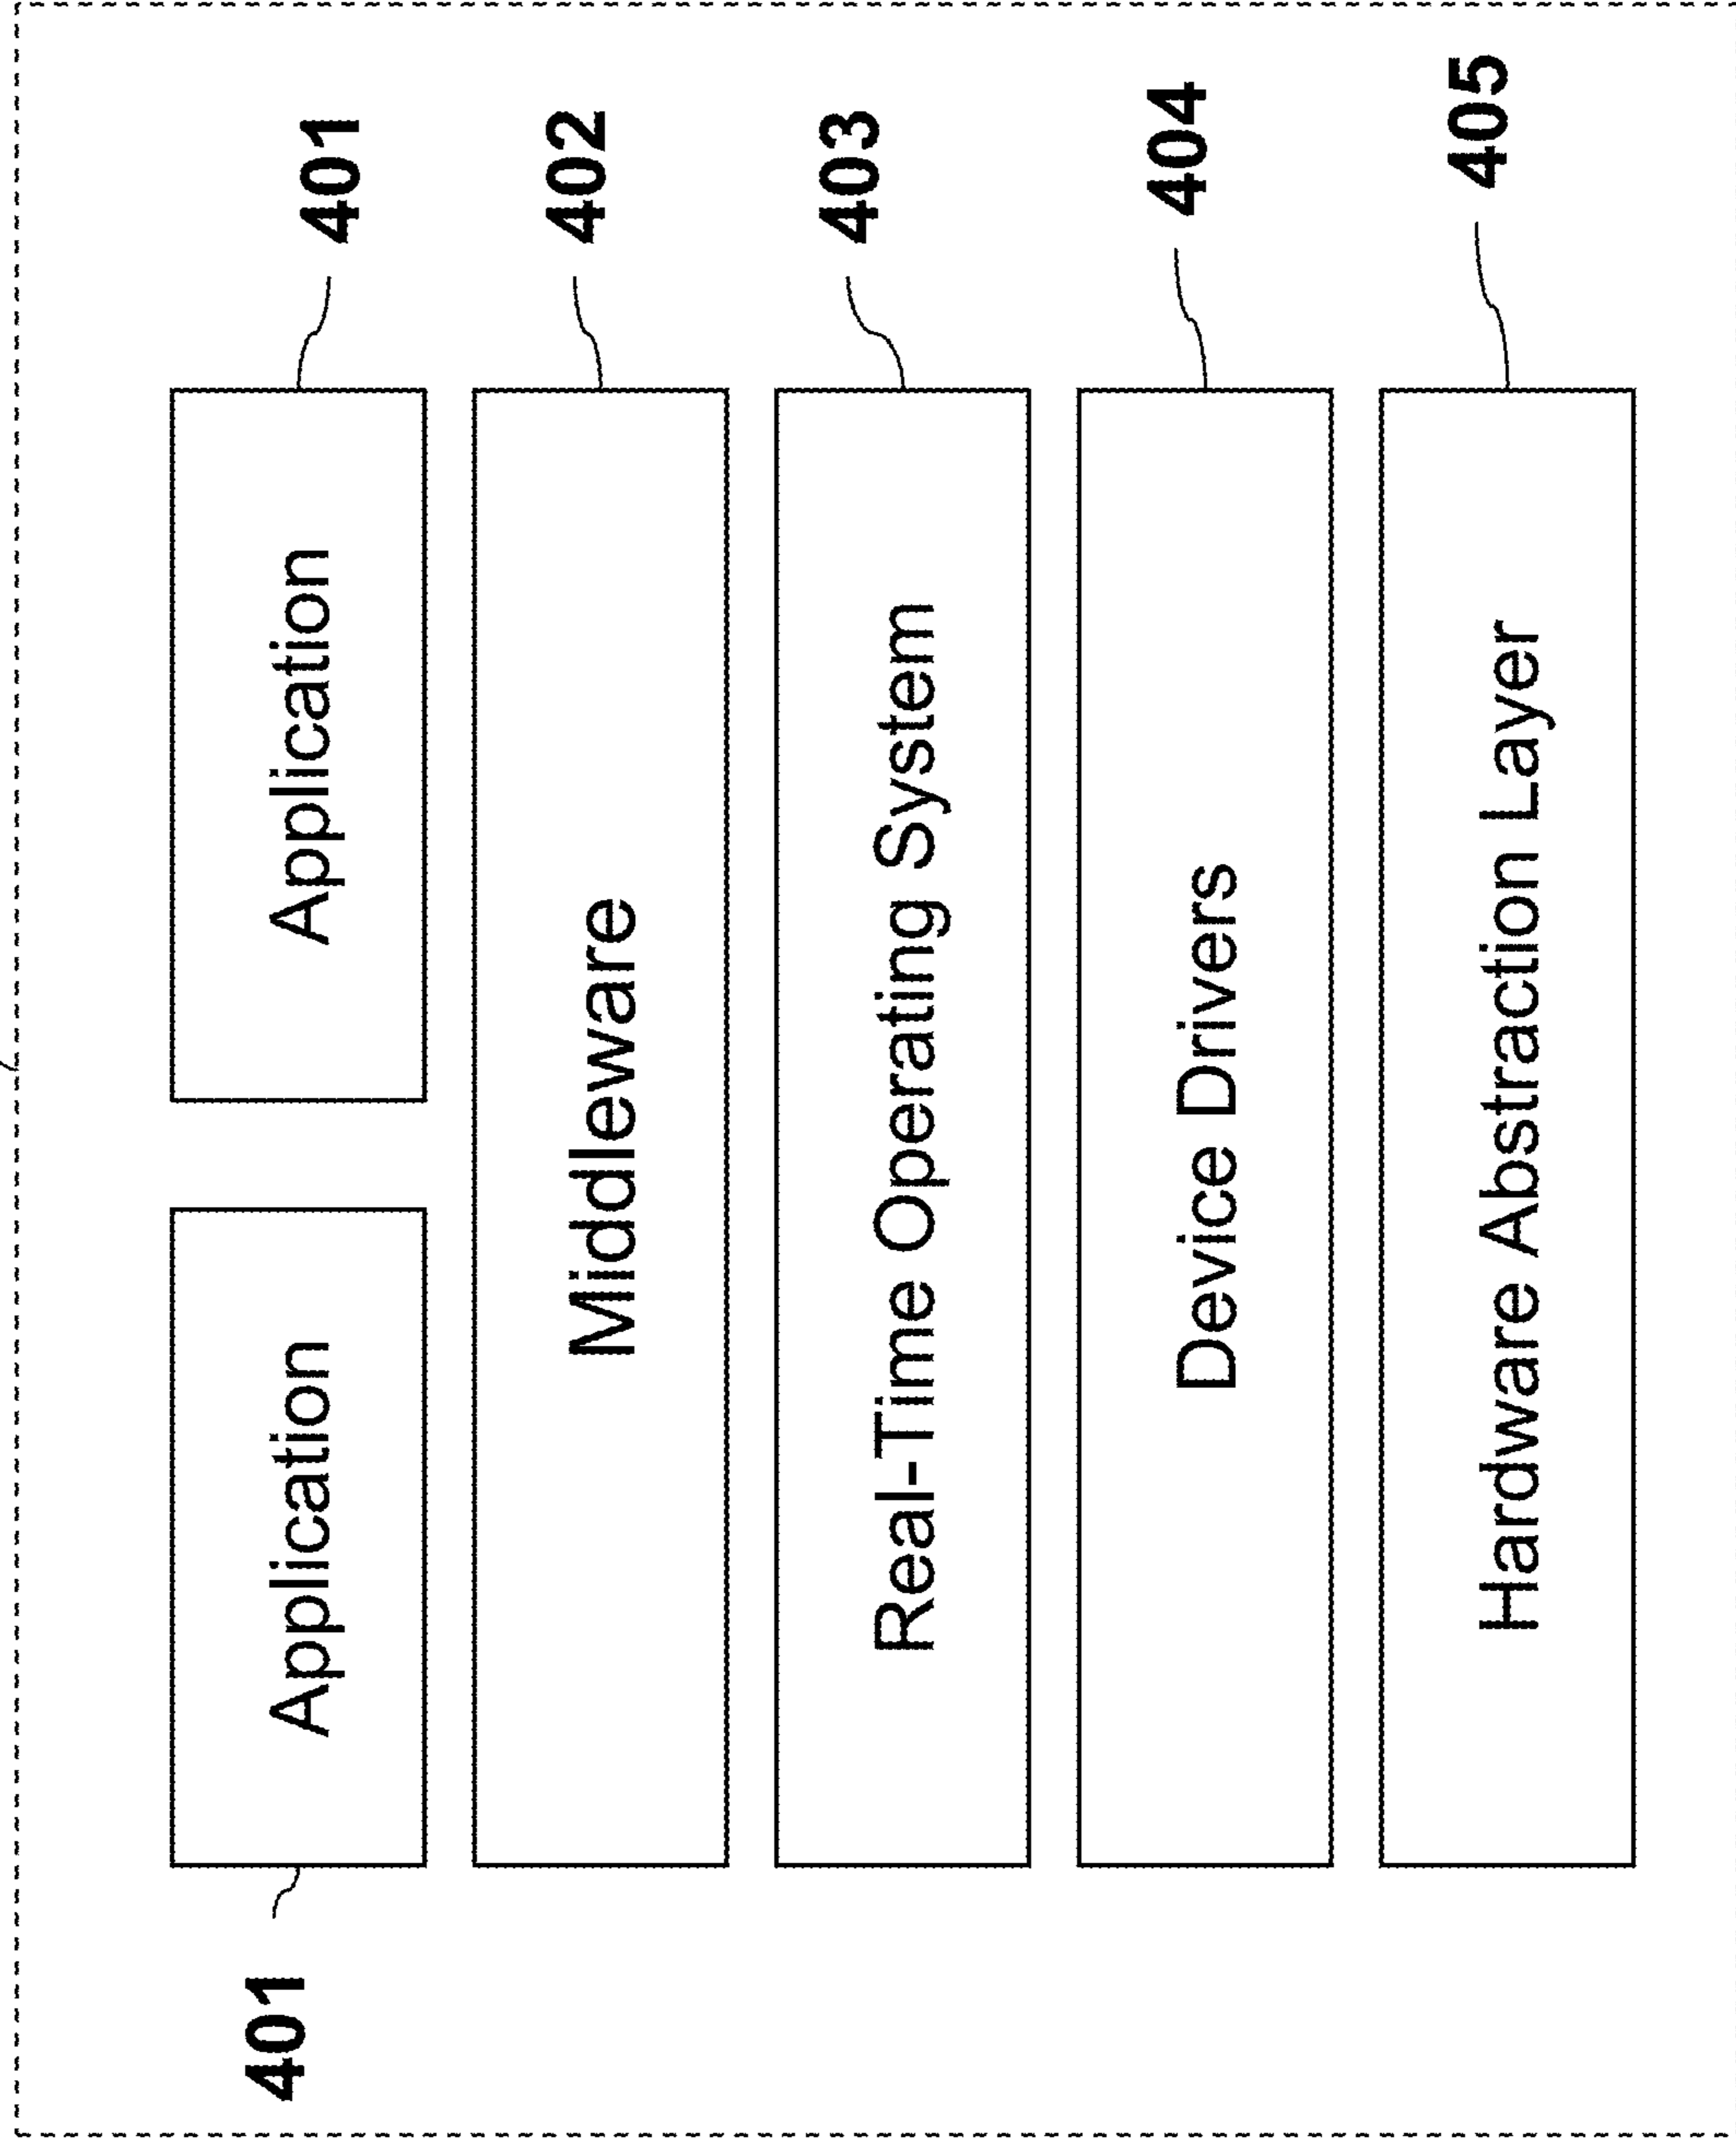 401
Application
Application
401
Middleware
402
Real-Time Operating System
403
Device Drivers
404
Hardware Abstraction Layer
405